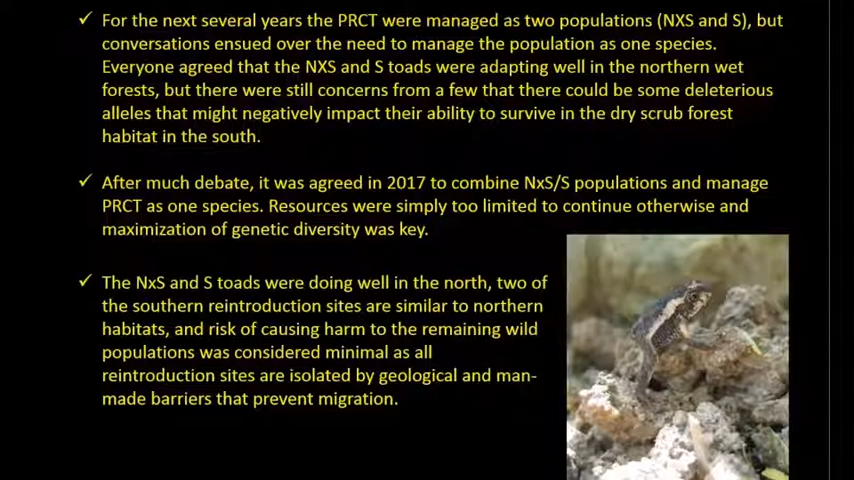 For the next several years the PRCT were managed as two populations (NXS and S), but
conversations ensued over the need to manage the population as one species.
Everyone agreed that the NXS and S toads were adapting well in the northern wet
forests, but there were still concerns from a few that there could be some deleterious
alleles that might negatively impact their ability to survive in the dry scrub forest
habitat in the south.
After much debate, it was agreed in 2017 to combine NxS/S populations and manage
PRCT as one species. Resources were simply too limited to continue otherwise and
maximization of genetic diversity was key.
The NxS and S toads were doing well in the north, two of
the southern reintroduction sites are similar to northern
habitats, and risk of causing harm to the remaining wild
populations was considered minimal as all
reintroduction sites are isolated by geological and man-
made barriers that prevent migration.